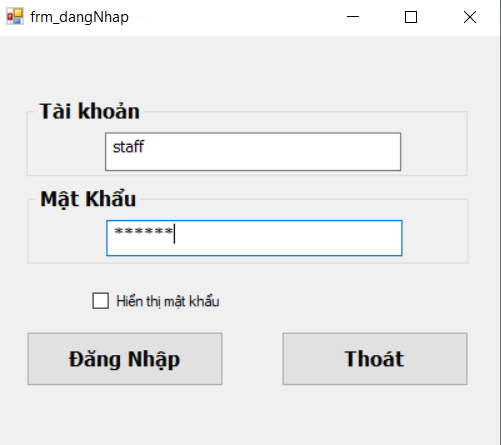 frm_dangNhap
Tài khoản
staff
Mật Khẩu
******
Hiển thị mật khẩu
Đăng Nhập
Thoát